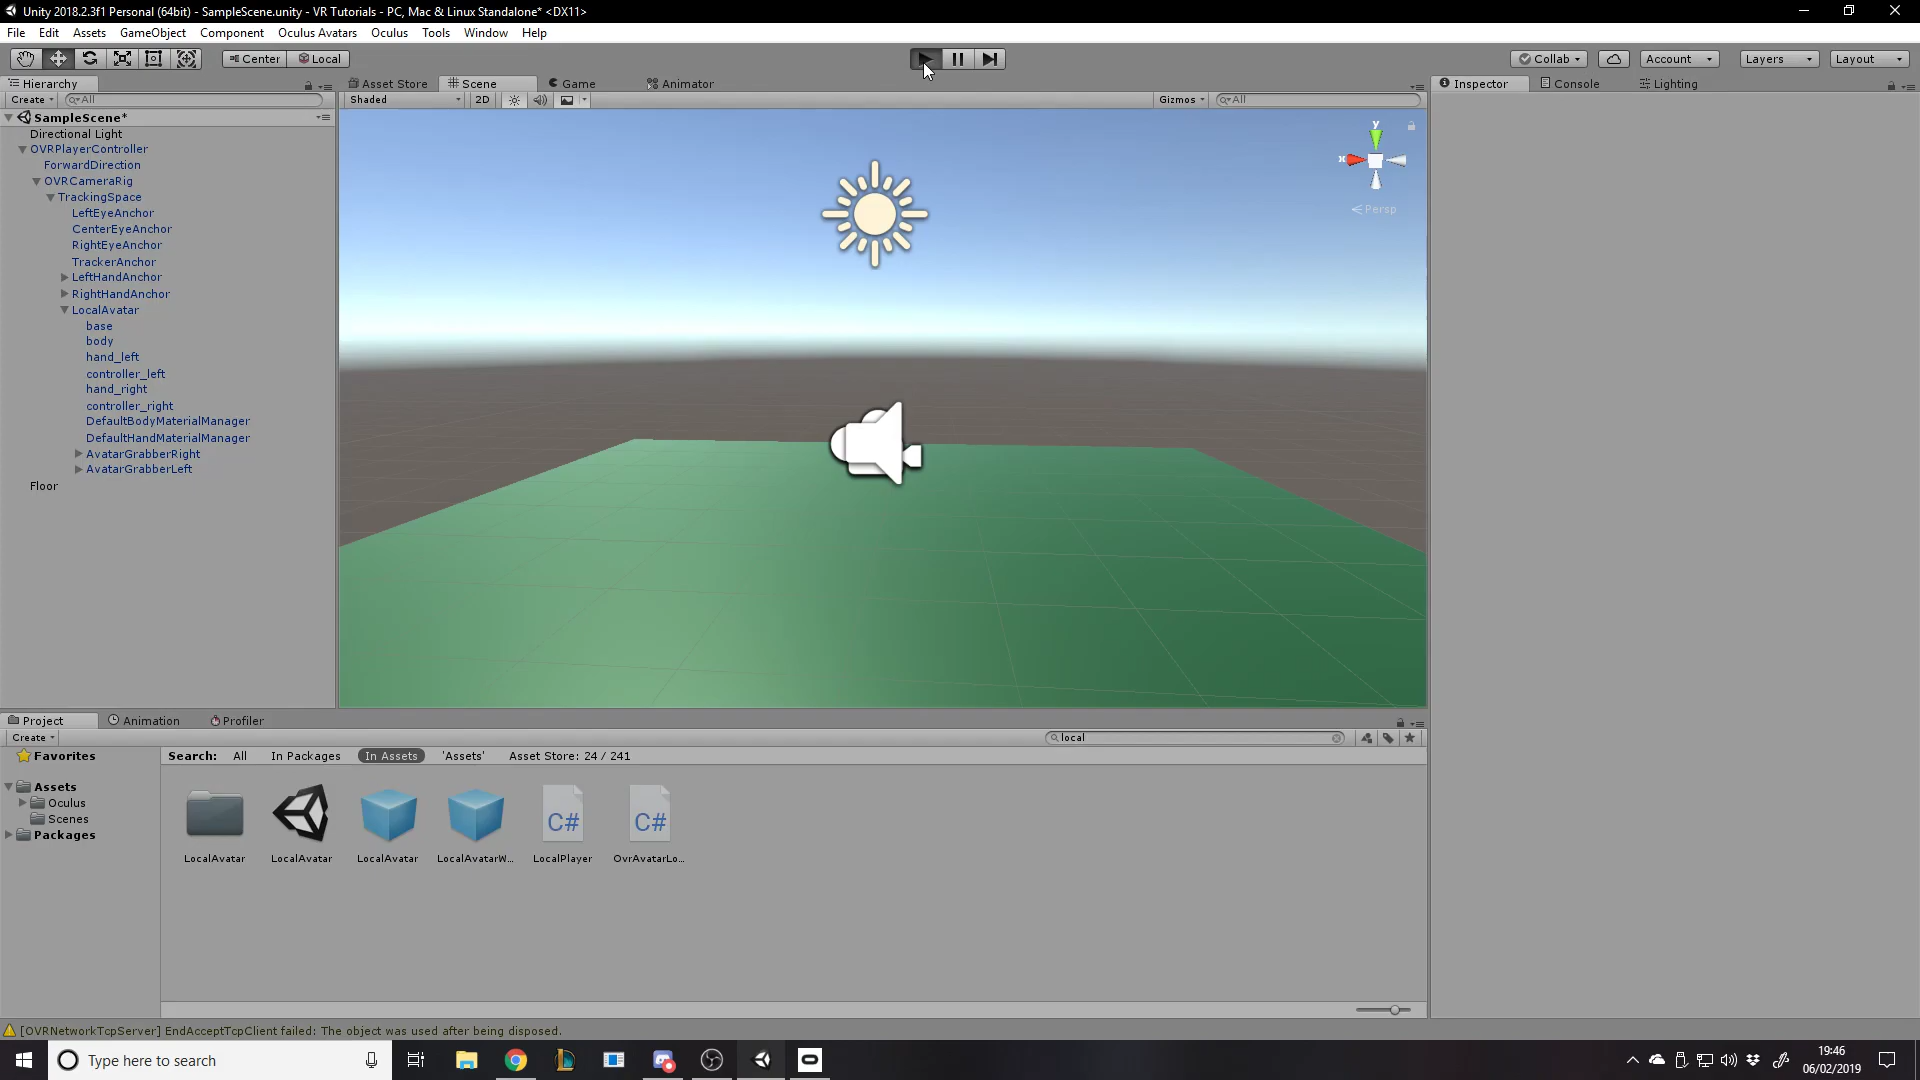 Unity 2018.2.3f1 Personal (64bit) - SampleScene.unity - VR Tutorials - PC, Mac & Linux Standalone* <DX11>
File Edit Assets GameObject Component Oculus Avatars Oculus Tools Window Help
Center Local Collab Account Layers Layout
Hierarchy Asset Store Scene Game Animator Inspector Console Lighting
Create All Shaded 2D Gizmos All
SampleScene*
Directional Light
OVRPlayerController
ForwardDirection
OVRCameraRig
TrackingSpace
LeftEyeAnchor
CenterEyeAnchor
RightEyeAnchor
TrackerAnchor
LeftHandAnchor
RightHandAnchor
LocalAvatar
base
body
hand_left
controller_left
hand_right
controller_right
DefaultBodyMaterialManager
DefaultHandMaterialManager
AvatarGrabberRight
AvatarGrabberLeft
Floor
y
x
Persp
Project Animation Profiler
Create local
Favorites Search: All In Packages In Assets 'Assets' Asset Store: 24 / 241
Assets
Oculus
Scenes
Packages
LocalAvatar LocalAvatar LocalAvatar LocalAvatarW... LocalPlayer OvrAvatarLo...
C# C#
[OVRNetworkTcpServer] EndAcceptTcpClient failed: The object was used after being disposed.
Type here to search
19:46
06/02/2019